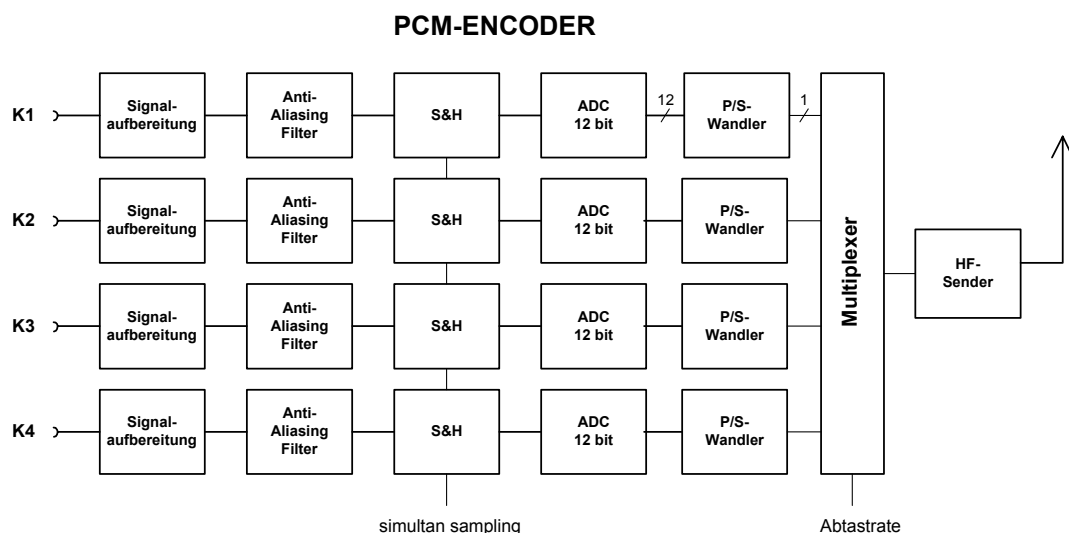 PCM-ENCODER
K1
Signal-
aufbereitung
Anti-
Aliasing
Filter
S&H
ADC
12 bit
12
P/S-
Wandler
1
K2
Signal-
aufbereitung
Anti-
Aliasing
Filter
S&H
ADC
12 bit
P/S-
Wandler
K3
Signal-
aufbereitung
Anti-
Aliasing
Filter
S&H
ADC
12 bit
P/S-
Wandler
K4
Signal-
aufbereitung
Anti-
Aliasing
Filter
S&H
ADC
12 bit
P/S-
Wandler
Multiplexer
HF-
Sender
simultan sampling
Abtastrate